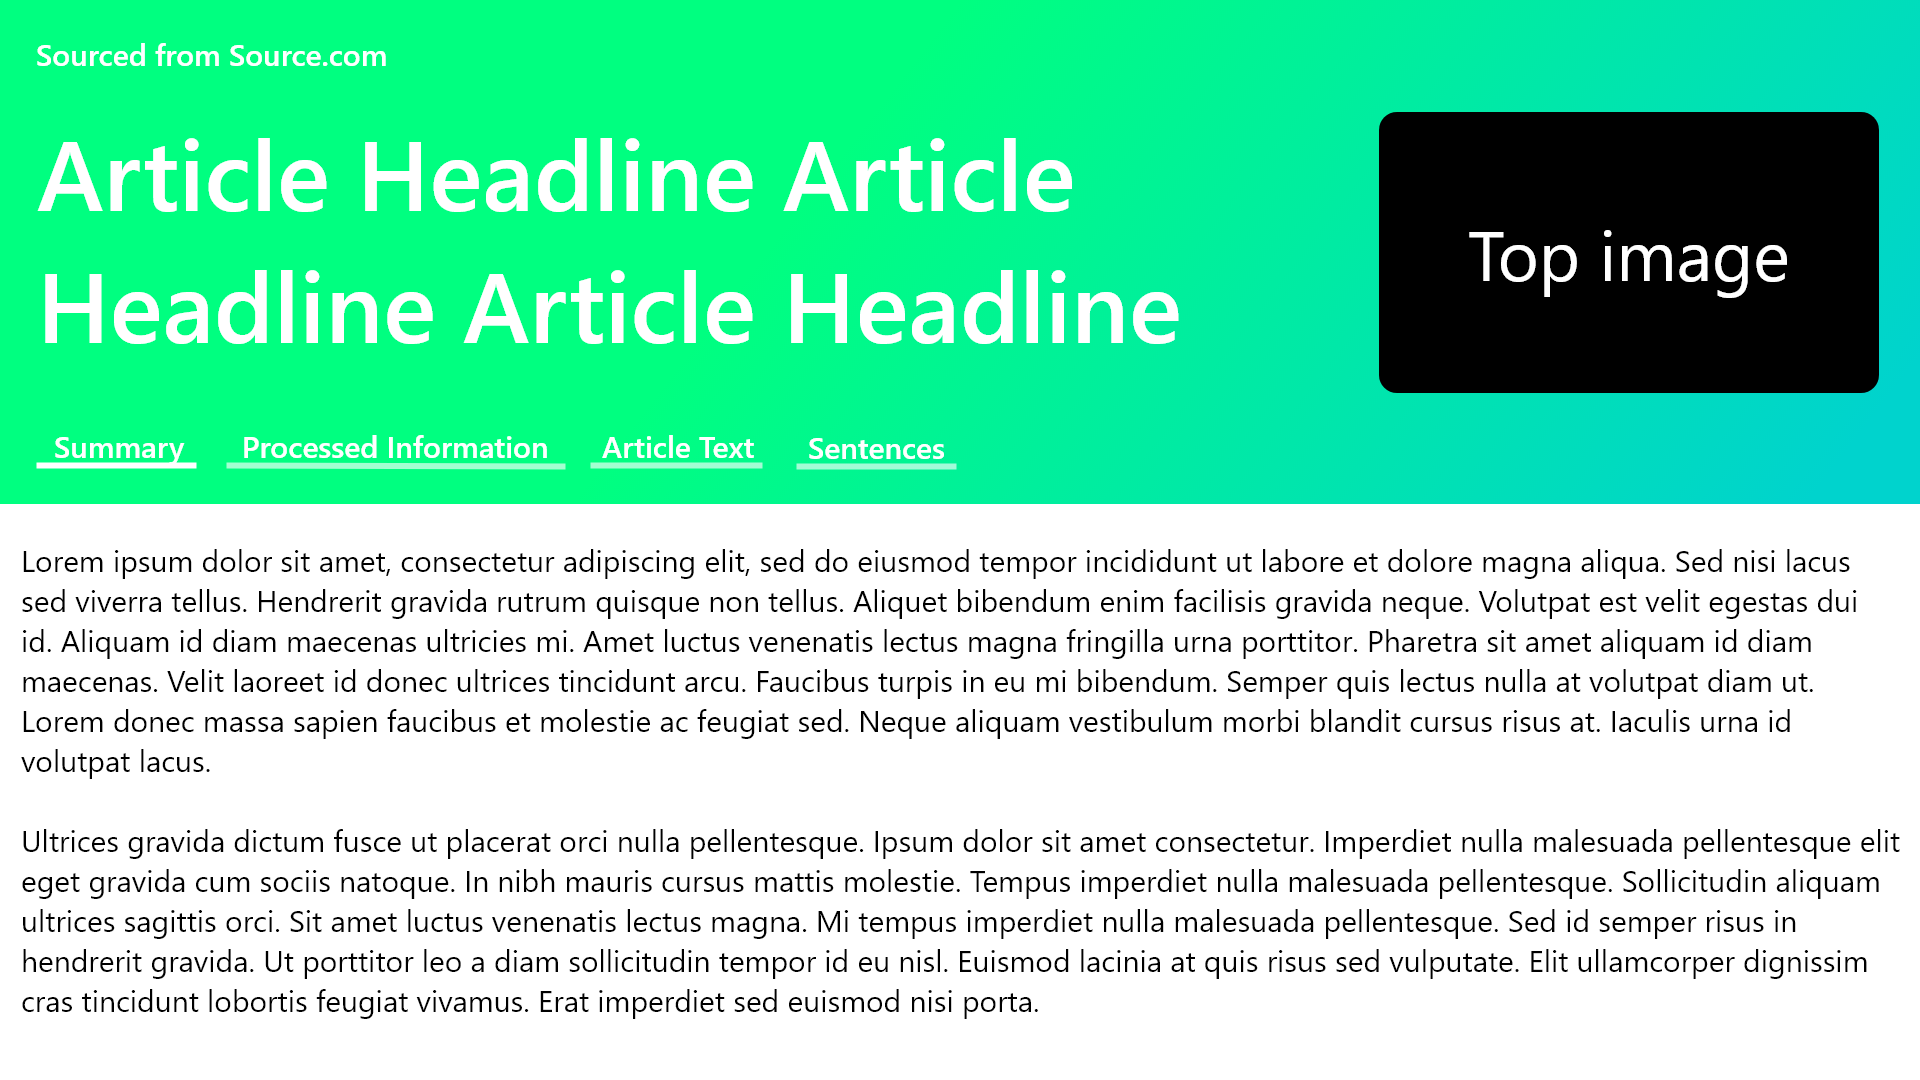 Sourced from Source.com
Article Headline Article
Headline Article Headline
Top image
Summary Processed Information Article Text Sentences
Lorem ipsum dolor sit amet, consectetur adipiscing elit, sed do eiusmod tempor incididunt ut labore et dolore magna aliqua. Sed nisi lacus
sed viverra tellus. Hendrerit gravida rutrum quisque non tellus. Aliquet bibendum enim facilisis gravida neque. Volutpat est velit egestas dui
id. Aliquam id diam maecenas ultricies mi. Amet luctus venenatis lectus magna fringilla urna porttitor. Pharetra sit amet aliquam id diam
maecenas. Velit laoreet id donec ultrices tincidunt arcu. Faucibus turpis in eu mi bibendum. Semper quis lectus nulla at volutpat diam ut.
Lorem donec massa sapien faucibus et molestie ac feugiat sed. Neque aliquam vestibulum morbi blandit cursus risus at. Iaculis urna id
volutpat lacus.
Ultrices gravida dictum fusce ut placerat orci nulla pellentesque. Ipsum dolor sit amet consectetur. Imperdiet nulla malesuada pellentesque elit
eget gravida cum sociis natoque. In nibh mauris cursus mattis molestie. Tempus imperdiet nulla malesuada pellentesque. Sollicitudin aliquam
ultrices sagittis orci. Sit amet luctus venenatis lectus magna. Mi tempus imperdiet nulla malesuada pellentesque. Sed id semper risus in
hendrerit gravida. Ut porttitor leo a diam sollicitudin tempor id eu nisl. Euismod lacinia at quis risus sed vulputate. Elit ullamcorper dignissim
cras tincidunt lobortis feugiat vivamus. Erat imperdiet sed euismod nisi porta.